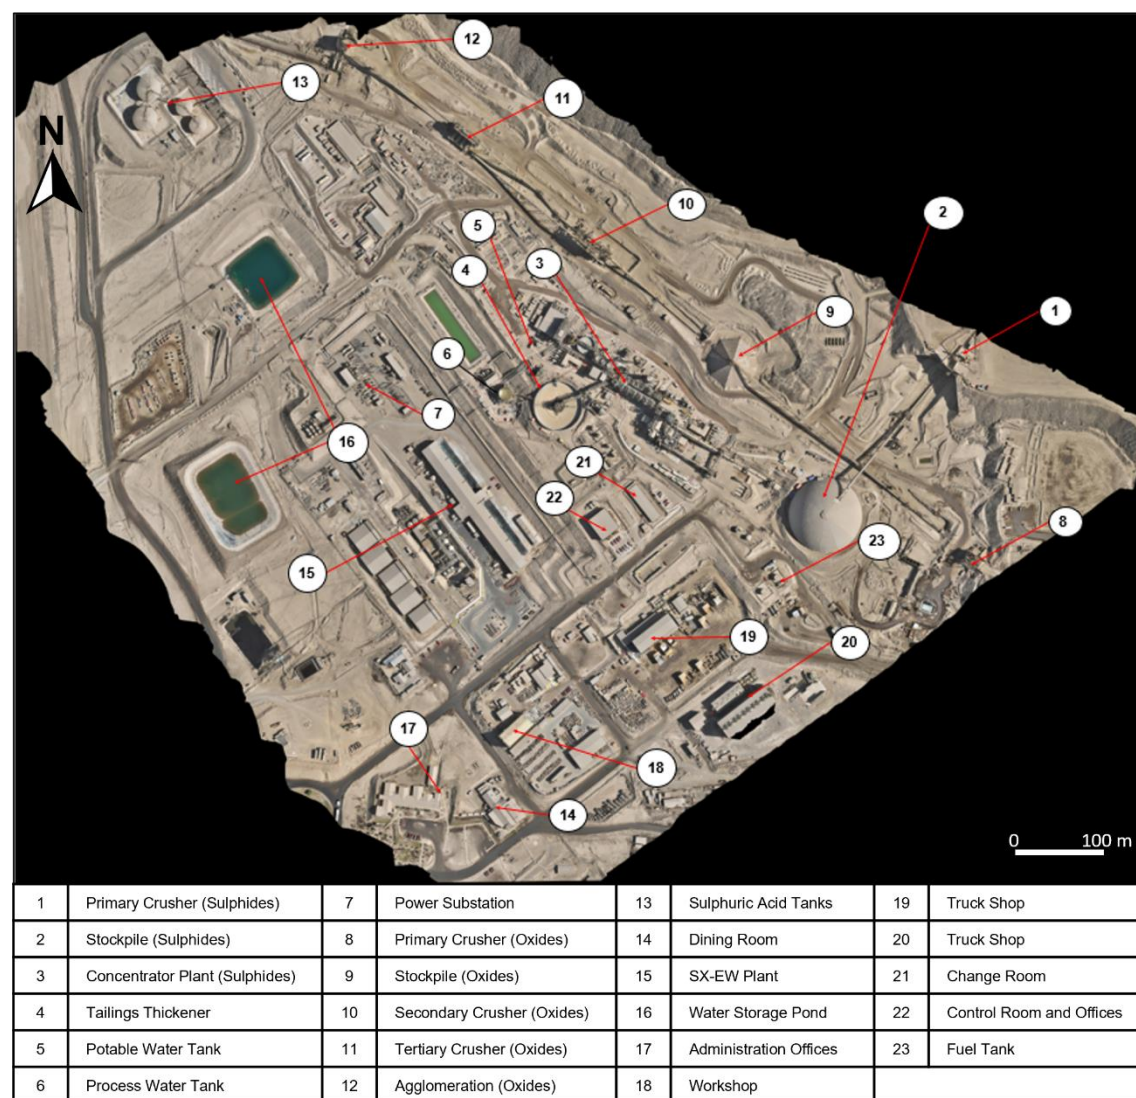 12
13
11
N
10
2
5
4
3
9
1
6
7
16
21
22
8
23
15
19
20
17
18
14
0 100 m
1 Primary Crusher (Sulphides) 7 Power Substation 13 Sulphuric Acid Tanks 19 Truck Shop
2 Stockpile (Sulphides) 8 Primary Crusher (Oxides) 14 Dining Room 20 Truck Shop
3 Concentrator Plant (Sulphides) 9 Stockpile (Oxides) 15 SX-EW Plant 21 Change Room
4 Tailings Thickener 10 Secondary Crusher (Oxides) 16 Water Storage Pond 22 Control Room and Offices
5 Potable Water Tank 11 Tertiary Crusher (Oxides) 17 Administration Offices 23 Fuel Tank
6 Process Water Tank 12 Agglomeration (Oxides) 18 Workshop